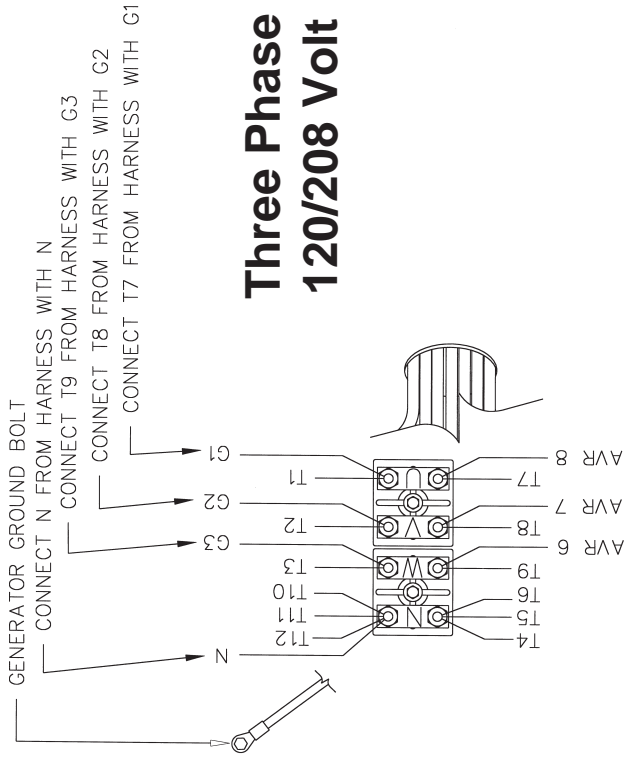 GENERATOR GROUND BOLT
CONNECT N FROM HARNESS WITH N
CONNECT T9 FROM HARNESS WITH G3
CONNECT T8 FROM HARNESS WITH G2
CONNECT T7 FROM HARNESS WITH G1
Three Phase
120/208 Volt
G1
G2
G3
N
T1
T2
T3
T10
T11
T12
U
V
W
N
T7
T8
T9
T6
T5
T4
AVR 8
AVR 7
AVR 6